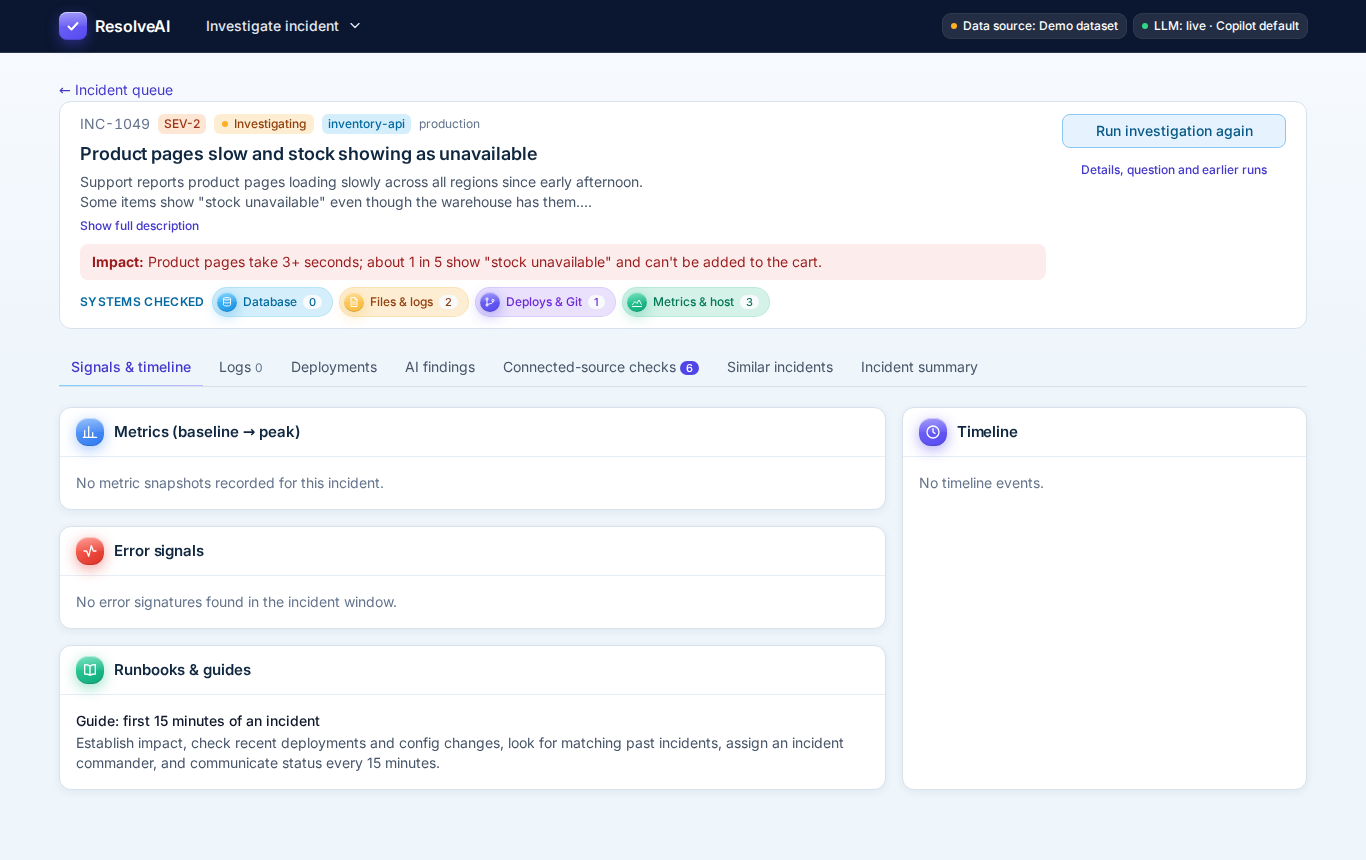 ResolveAI
Investigate incident
Data source: Demo dataset
LLM: live · Copilot default
← Incident queue
INC-1049 SEV-2 Investigating inventory-api production
Run investigation again
Product pages slow and stock showing as unavailable
Details, question and earlier runs
Support reports product pages loading slowly across all regions since early afternoon.
Some items show "stock unavailable" even though the warehouse has them....
Show full description
Impact: Product pages take 3+ seconds; about 1 in 5 show "stock unavailable" and can't be added to the cart.
SYSTEMS CHECKED Database 0 Files & logs 2 Deploys & Git 1 Metrics & host 3
Signals & timeline Logs 0 Deployments AI findings Connected-source checks 6 Similar incidents Incident summary
Metrics (baseline → peak)
No metric snapshots recorded for this incident.
Error signals
No error signatures found in the incident window.
Runbooks & guides
Guide: first 15 minutes of an incident
Establish impact, check recent deployments and config changes, look for matching past incidents, assign an incident
commander, and communicate status every 15 minutes.
Timeline
No timeline events.